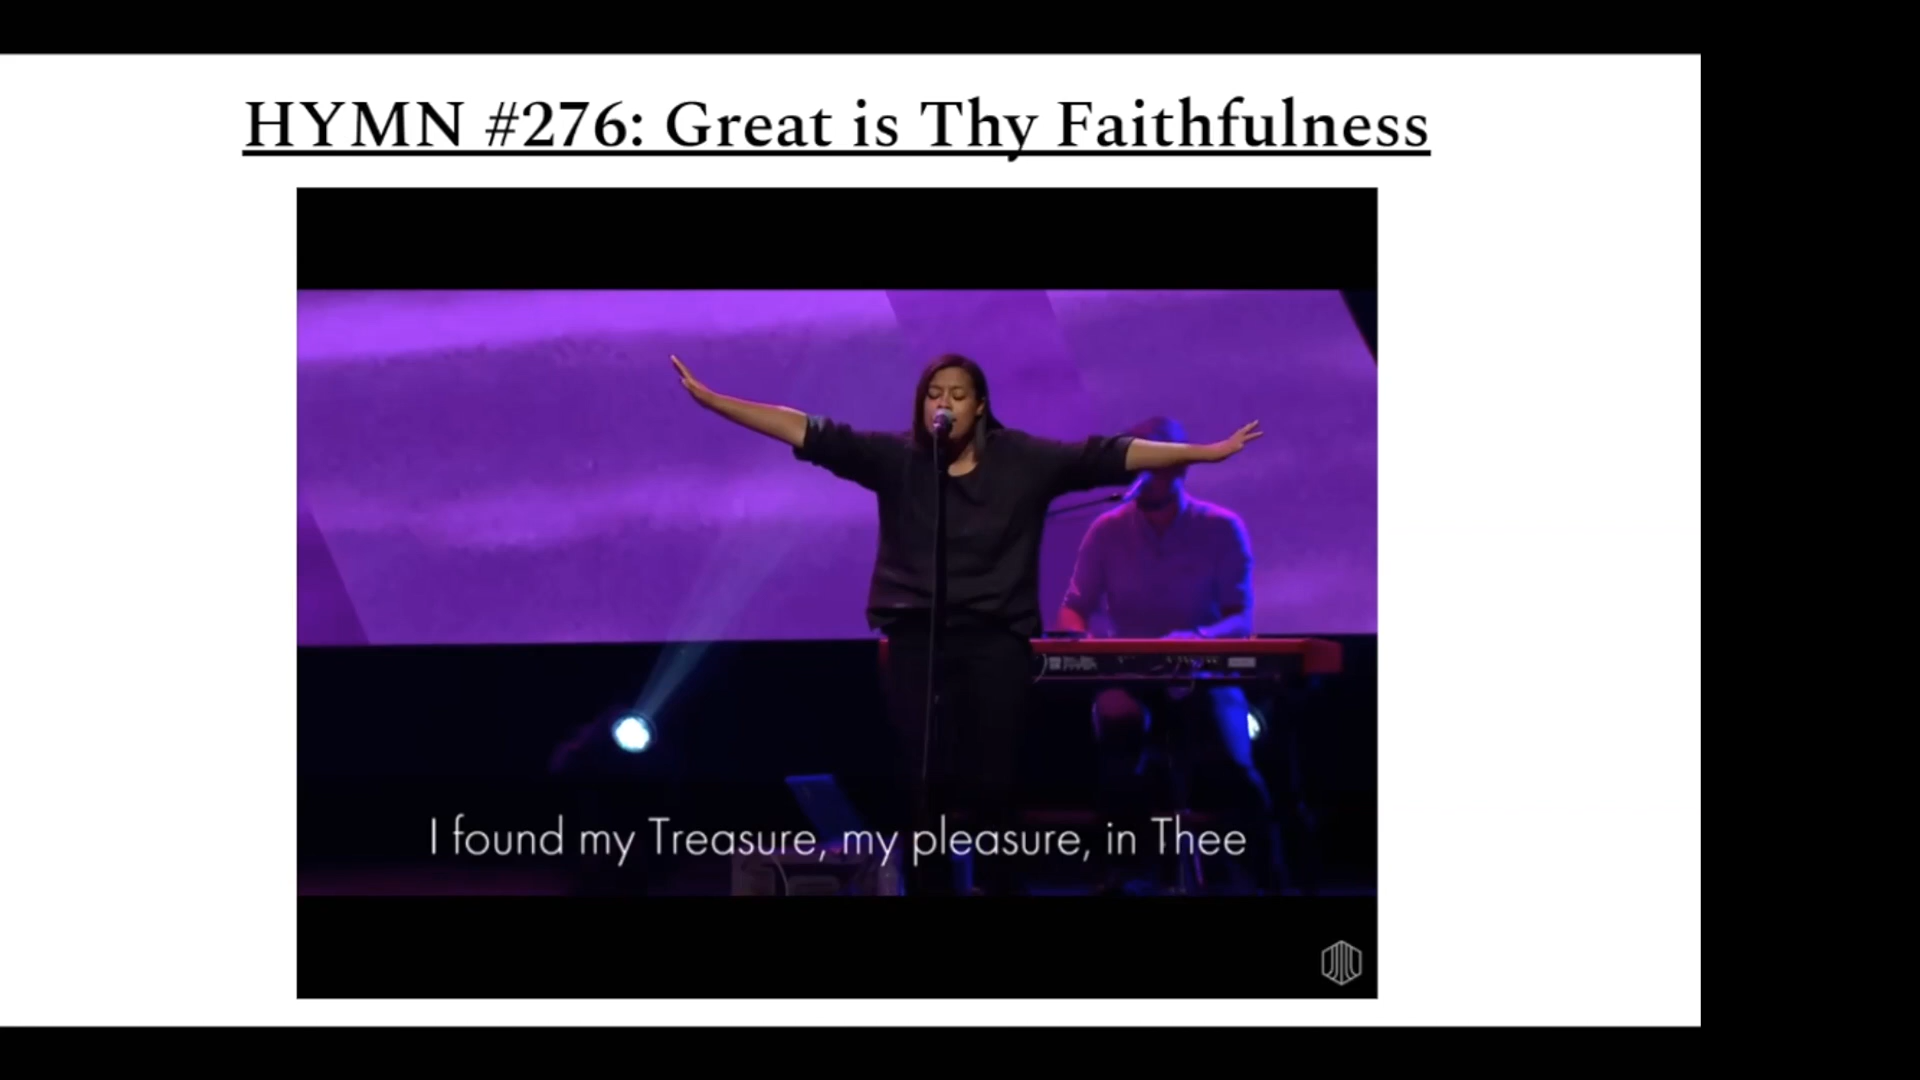 HYMN #276: Great is Thy Faithfulness
I found my Treasure, my pleasure, in Thee